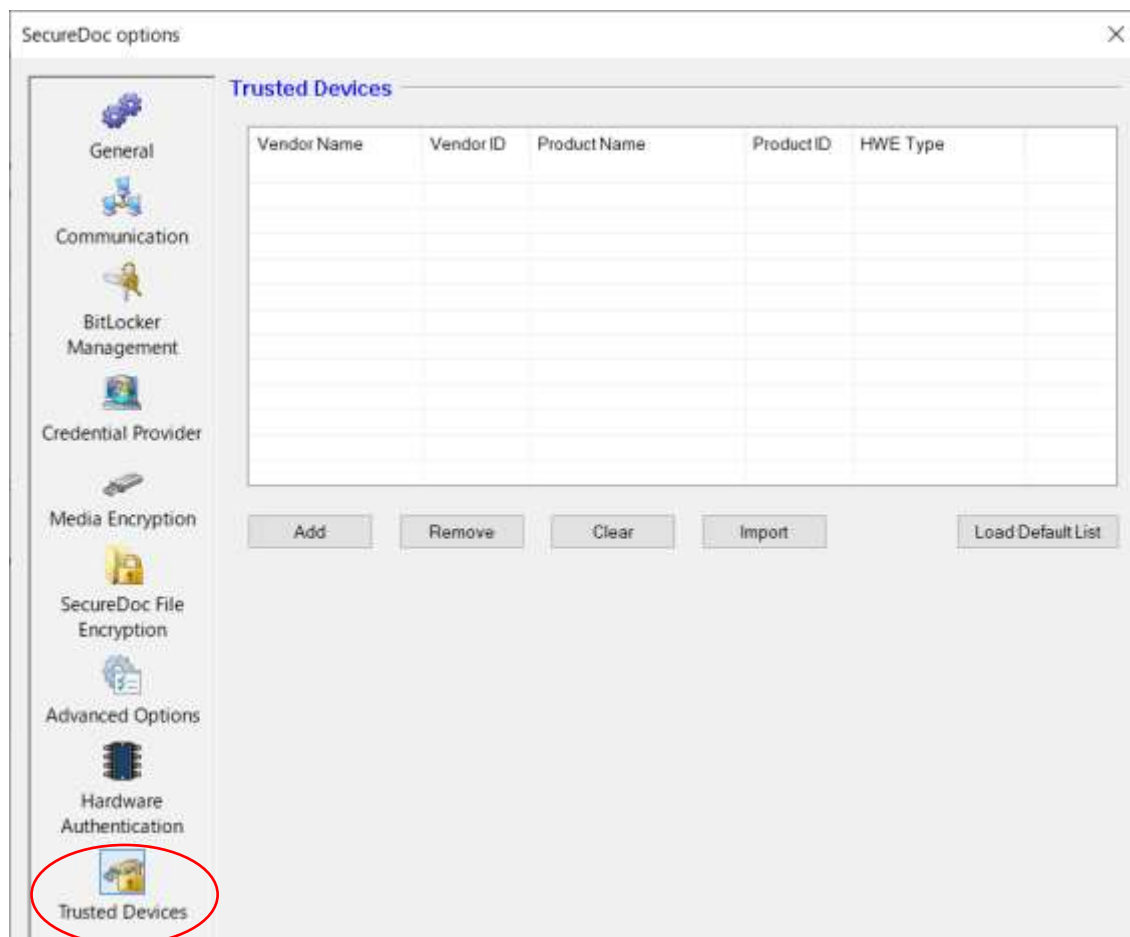 SecureDoc options
General
Communication
BitLocker
Management
Credential Provider
Media Encryption
SecureDoc File
Encryption
Advanced Options
Hardware
Authentication
Trusted Devices
Trusted Devices
Vendor Name Vendor ID Product Name Product ID HWE Type
Add Remove Clear Import Load Default List